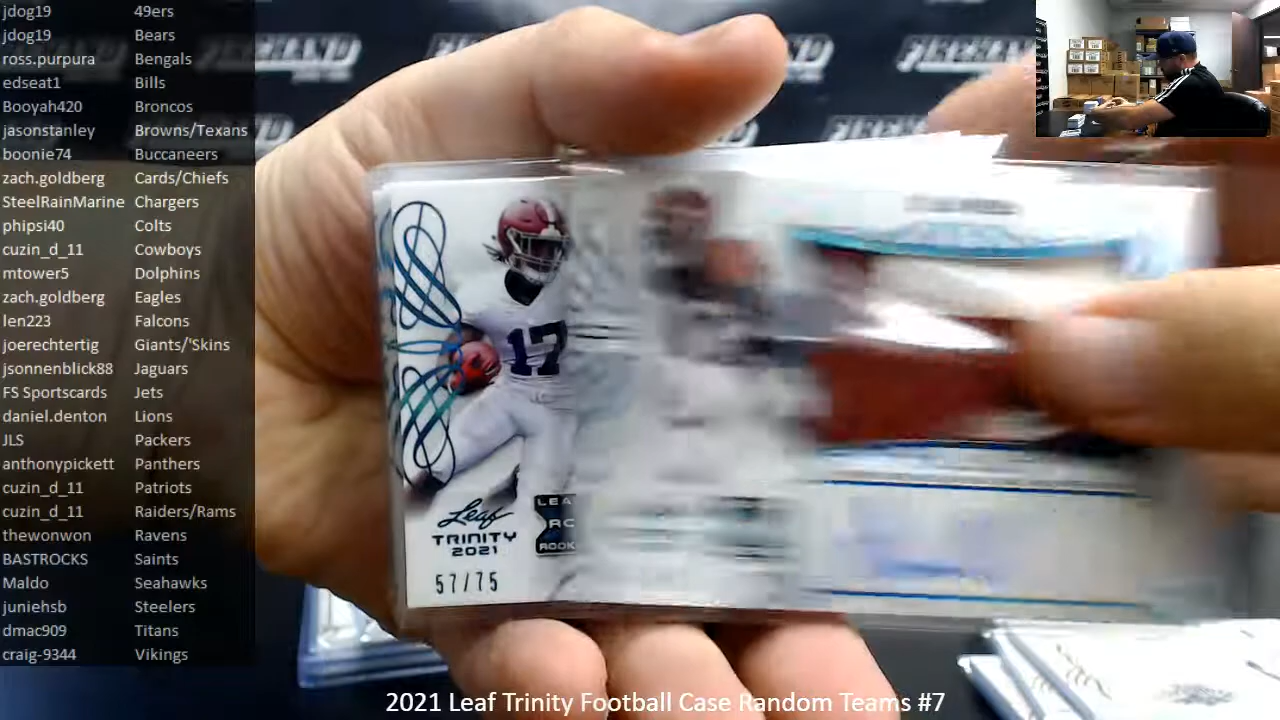 jdog19 49ers
jdog19 Bears
ross.purpura Bengals
edseat1 Bills
Booyah420 Broncos
jasonstanley Browns/Texans
boonie74 Buccaneers
zach.goldberg Cards/Chiefs
SteelRainMarine Chargers
phipsi40 Colts
cuzin_d_11 Cowboys
mtower5 Dolphins
zach.goldberg Eagles
len223 Falcons
joerechtertig Giants/'Skins
jsonnenblick88 Jaguars
FS Sportscards Jets
daniel.denton Lions
JLS Packers
anthonypickett Panthers
cuzin_d_11 Patriots
cuzin_d_11 Raiders/Rams
thewonwon Ravens
BASTROCKS Saints
Maldo Seahawks
juniehsb Steelers
dmac909 Titans
craig-9344 Vikings
17
Leaf
TRINITY
2021
57/75
LEA
RC
ROOK
2021 Leaf Trinity Football Case Random Teams #7